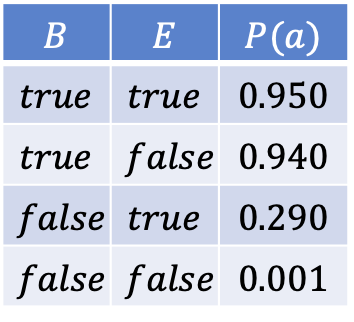 B E P(a)
true true 0.950
true false 0.940
false true 0.290
false false 0.001